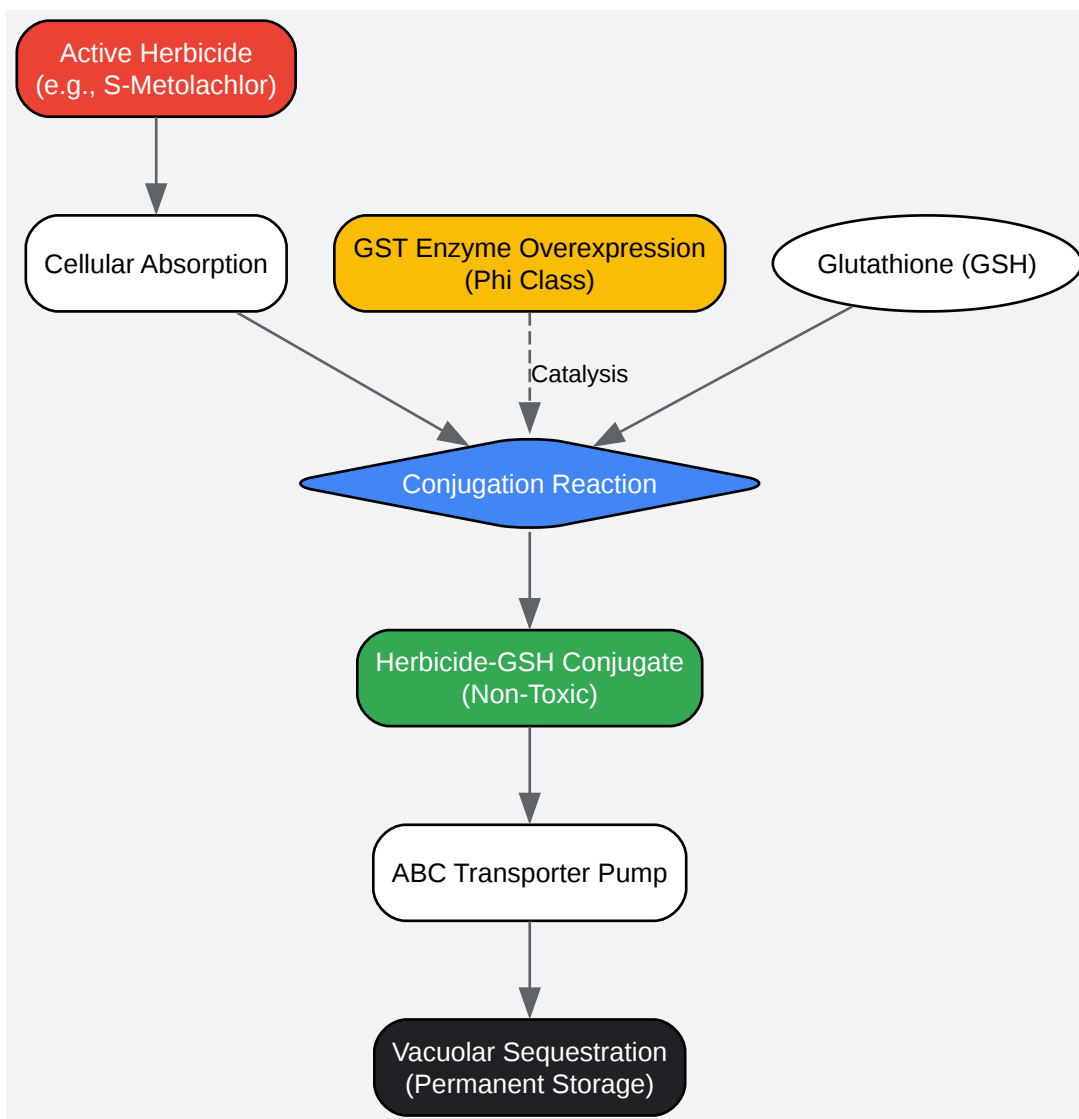 Active Herbicide
(e.g., S-Metolachlor)
Cellular Absorption
GST Enzyme Overexpression
(Phi Class)
Glutathione (GSH)
Catalysis
Conjugation Reaction
Herbicide-GSH Conjugate
(Non-Toxic)
ABC Transporter Pump
Vacuolar Sequestration
(Permanent Storage)